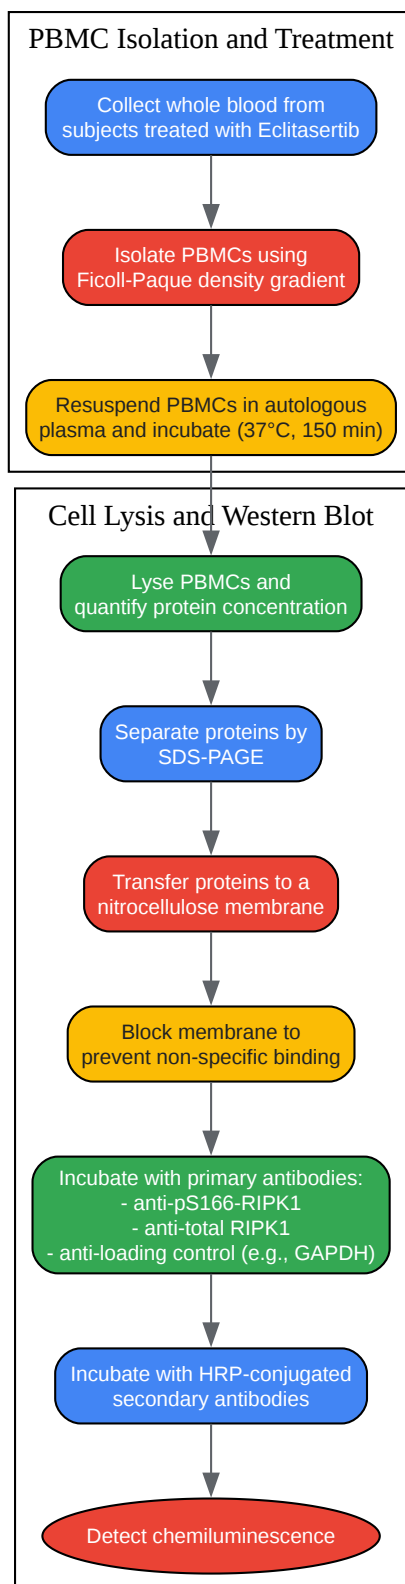 PBMC Isolation and Treatment
Collect whole blood from
subjects treated with Eclitasertib
Isolate PBMCs using
Ficoll-Paque density gradient
Resuspend PBMCs in autologous
plasma and incubate (37°C, 150 min)
Cell Lysis and Western Blot
Lyse PBMCs and
quantify protein concentration
Separate proteins by
SDS-PAGE
Transfer proteins to a
nitrocellulose membrane
Block membrane to
prevent non-specific binding
Incubate with primary antibodies:
- anti-pS166-RIPK1
- anti-total RIPK1
- anti-loading control (e.g., GAPDH)
Incubate with HRP-conjugated
secondary antibodies
Detect chemiluminescence